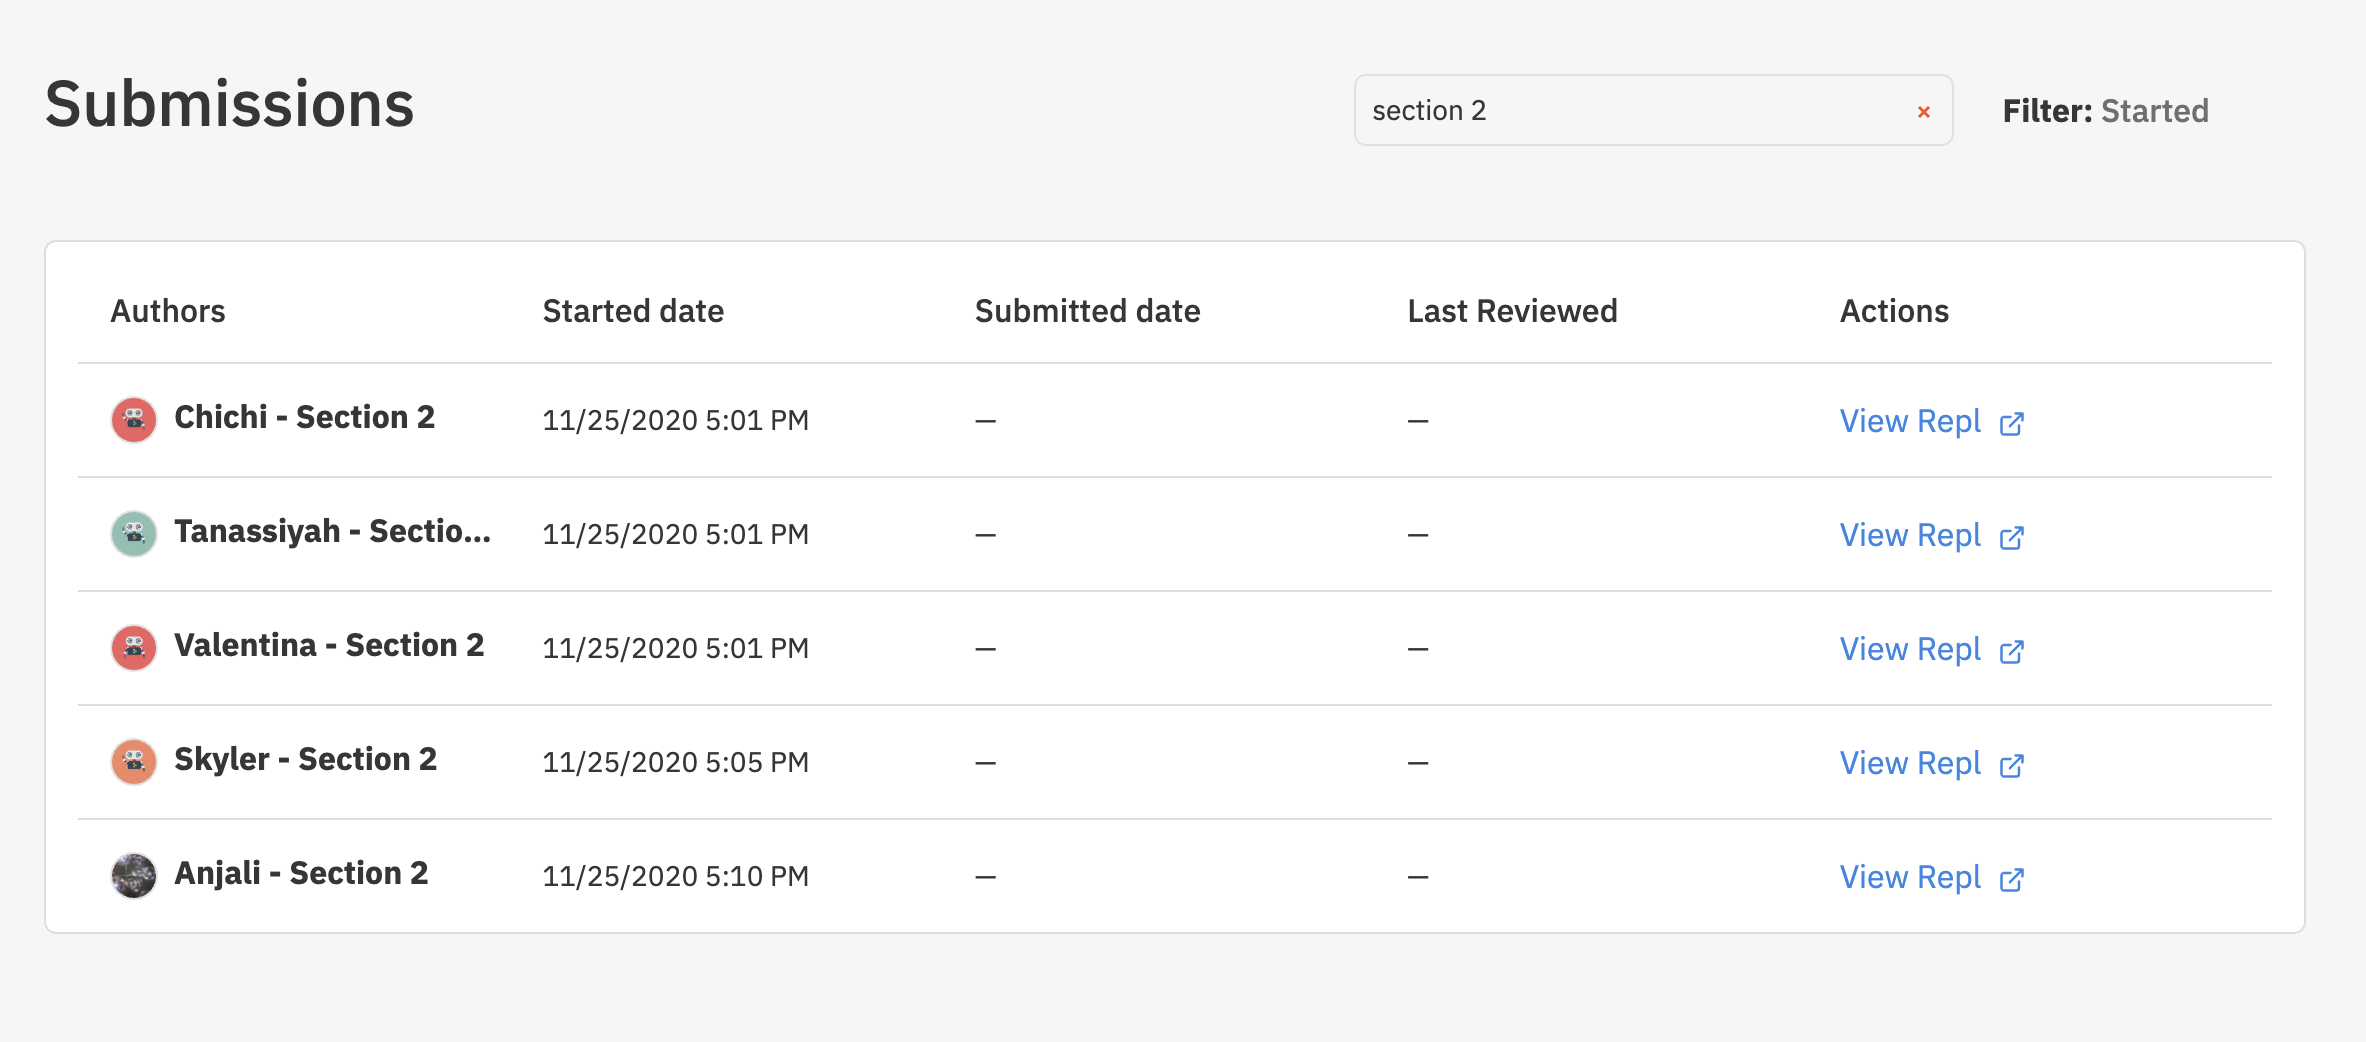 Submissions
section 2 ×
Filter: Started
Authors Started date Submitted date Last Reviewed Actions
Chichi - Section 2 11/25/2020 5:01 PM — — View Repl
Tanassiyah - Sectio... 11/25/2020 5:01 PM — — View Repl
Valentina - Section 2 11/25/2020 5:01 PM — — View Repl
Skyler - Section 2 11/25/2020 5:05 PM — — View Repl
Anjali - Section 2 11/25/2020 5:10 PM — — View Repl